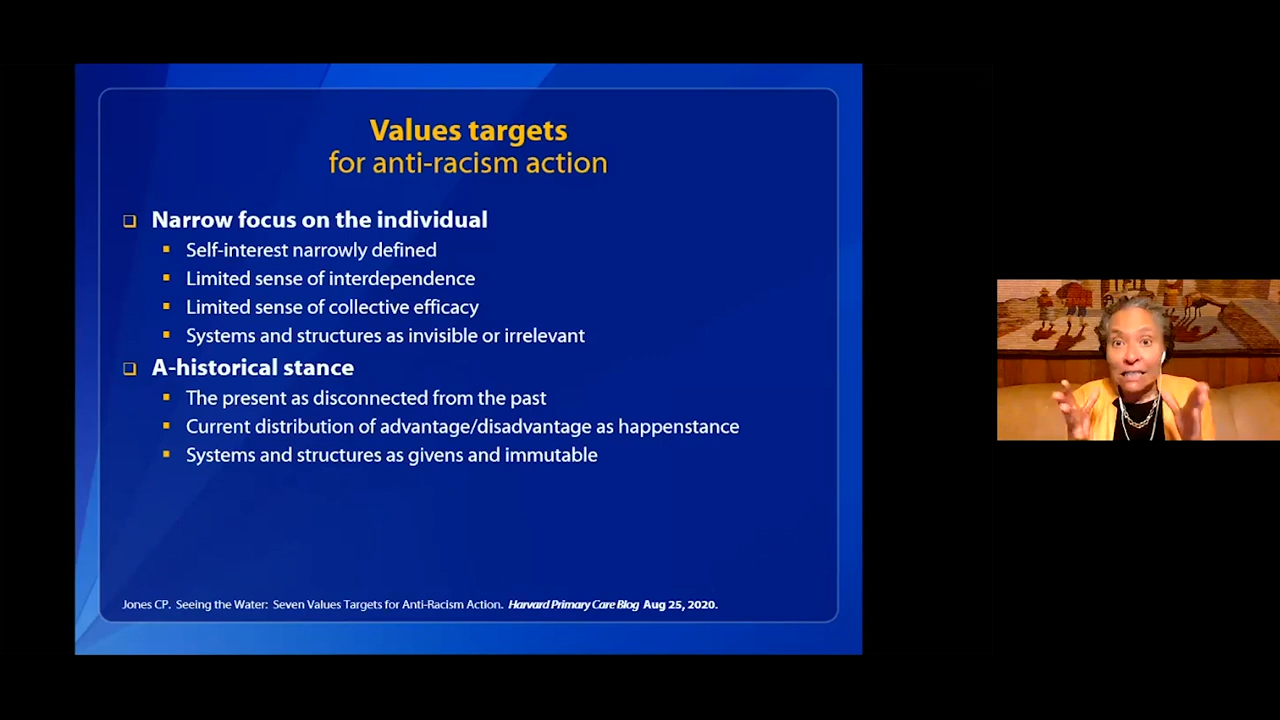 Values targets
for anti-racism action
❑ Narrow focus on the individual
▪ Self-interest narrowly defined
▪ Limited sense of interdependence
▪ Limited sense of collective efficacy
▪ Systems and structures as invisible or irrelevant
❑ A-historical stance
▪ The present as disconnected from the past
▪ Current distribution of advantage/disadvantage as happenstance
▪ Systems and structures as givens and immutable
Jones CP. Seeing the Water: Seven Values Targets for Anti-Racism Action. Harvard Primary Care Blog Aug 25, 2020.